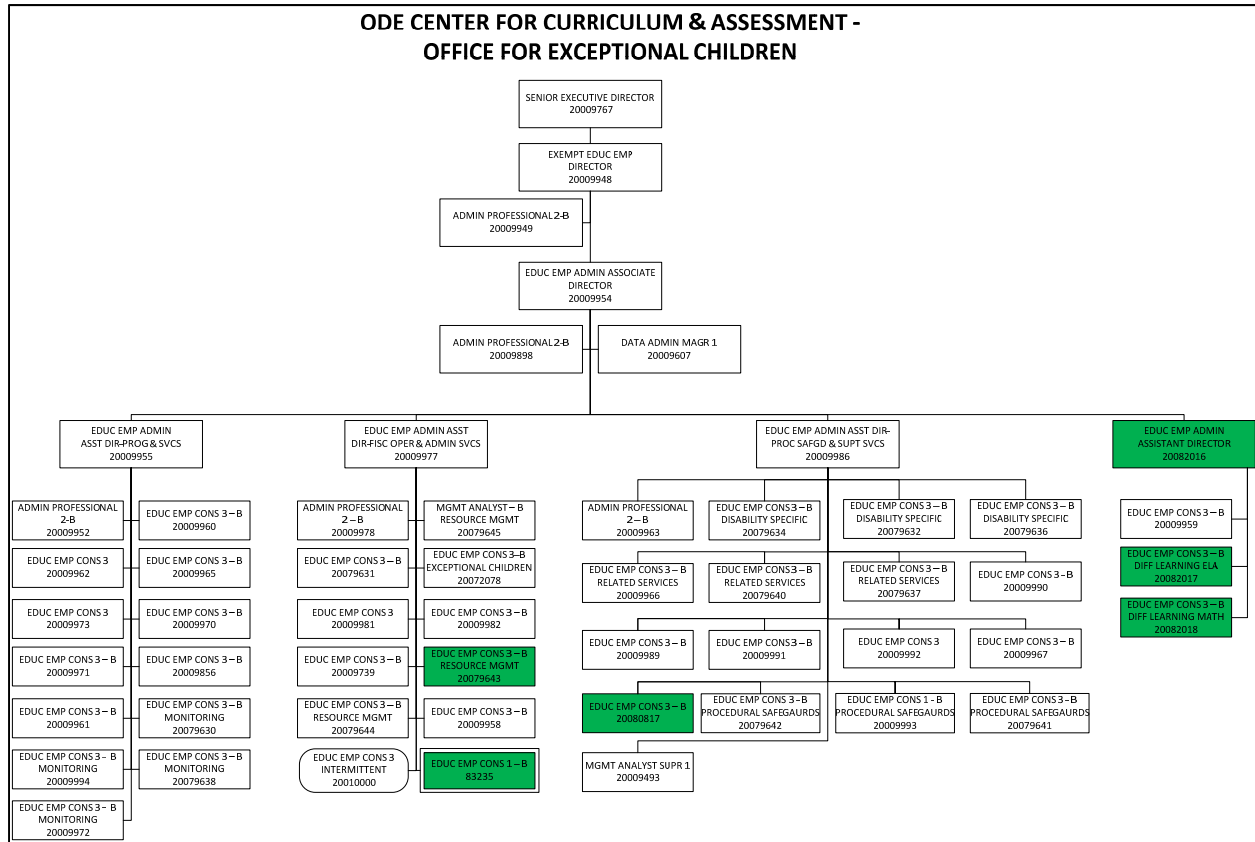 ODE CENTER FOR CURRICULUM & ASSESSMENT -
OFFICE FOR EXCEPTIONAL CHILDREN
SENIOR EXECUTIVE DIRECTOR
20009767
EXEMPT EDUC EMP
DIRECTOR
20009948
ADMIN PROFESSIONAL 2-B
20009949
EDUC EMP ADMIN ASSOCIATE
DIRECTOR
20009954
ADMIN PROFESSIONAL 2-B
20009898
DATA ADMIN MAGR 1
20009607
EDUC EMP ADMIN
ASST DIR-PROG & SVCS
20009955
ADMIN PROFESSIONAL
2-B
20009952
EDUC EMP CONS 3-B
20009960
EDUC EMP CONS 3
20009962
EDUC EMP CONS 3-B
20009965
EDUC EMP CONS 3
20009973
EDUC EMP CONS 3-B
20009970
EDUC EMP CONS 3-B
20009971
EDUC EMP CONS 3-B
20009856
EDUC EMP CONS 3-B
20009961
EDUC EMP CONS 3-B
MONITORING
20079630
EDUC EMP CONS 3-B
MONITORING
20009994
EDUC EMP CONS 3-B
MONITORING
20079638
EDUC EMP CONS 3-B
MONITORING
20009972
EDUC EMP ADMIN ASST
DIR-FISC OPER & ADMIN SVCS
20009977
ADMIN PROFESSIONAL
2-B
20009978
MGMT ANALYST-B
RESOURCE MGMT
20079645
EDUC EMP CONS 3-B
20079631
EDUC EMP CONS 3-B
EXCEPTIONAL CHILDREN
20072078
EDUC EMP CONS 3
20009981
EDUC EMP CONS 3-B
20009982
EDUC EMP CONS 3-B
20009739
EDUC EMP CONS 3-B
RESOURCE MGMT
20079643
EDUC EMP CONS 3-B
RESOURCE MGMT
20079644
EDUC EMP CONS 3-B
20009958
EDUC EMP CONS 3
INTERMITTENT
20010000
EDUC EMP CONS 1-B
83235
EDUC EMP ADMIN ASST DIR-
PROC SAFGD & SUPT SVCS
20009986
ADMIN PROFESSIONAL
2-B
20009963
EDUC EMP CONS 3-B
DISABILITY SPECIFIC
20079634
EDUC EMP CONS 3-B
DISABILITY SPECIFIC
20079632
EDUC EMP CONS 3-B
DISABILITY SPECIFIC
20079636
EDUC EMP CONS 3-B
RELATED SERVICES
20009966
EDUC EMP CONS 3-B
RELATED SERVICES
20079640
EDUC EMP CONS 3-B
RELATED SERVICES
20079637
EDUC EMP CONS 3-B
20009990
EDUC EMP CONS 3-B
20009989
EDUC EMP CONS 3-B
20009991
EDUC EMP CONS 3
20009992
EDUC EMP CONS 3-B
20009967
EDUC EMP CONS 3-B
20080817
EDUC EMP CONS 3-B
PROCEDURAL SAFEGAURDS
20079642
EDUC EMP CONS 1-B
PROCEDURAL SAFEGAURDS
20009993
EDUC EMP CONS 3-B
PROCEDURAL SAFEGAURDS
20079641
MGMT ANALYST SUPR 1
20009493
EDUC EMP ADMIN
ASSISTANT DIRECTOR
20082016
EDUC EMP CONS 3-B
20009959
EDUC EMP CONS 3-B
DIFF LEARNING ELA
20082017
EDUC EMP CONS 3-B
DIFF LEARNING MATH
20082018